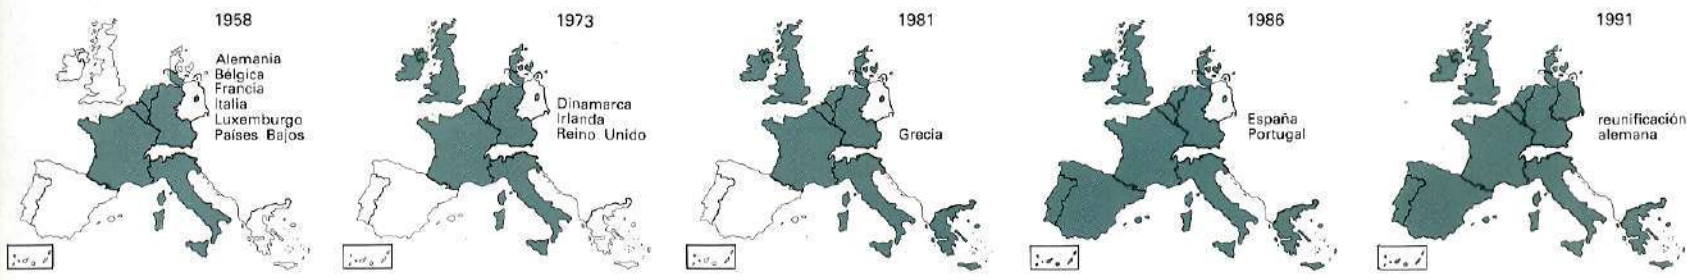 1958
Alemania
Bélgica
Francia
Italia
Luxemburgo
Países Bajos
1973
Dinamarca
Irlanda
Reino Unido
1981
Grecia
1986
España
Portugal
1991
reunificación
alemana